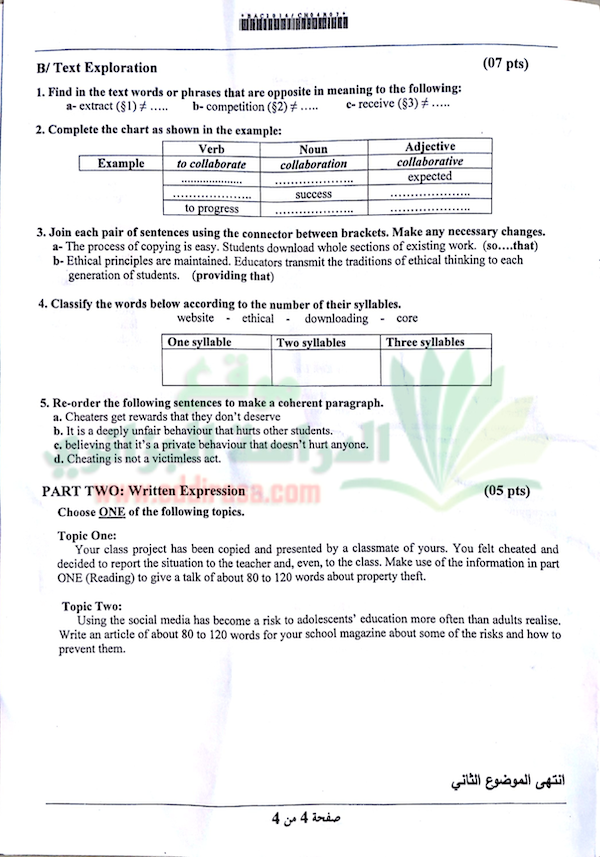 *BAC2016/CH04N03*
B/ Text Exploration (07 pts)
1. Find in the text words or phrases that are opposite in meaning to the following:
a- extract (§1) ≠ ….. b- competition (§2) ≠ ….. c- receive (§3) ≠ …..
2. Complete the chart as shown in the example:
Verb Noun Adjective
Example to collaborate collaboration collaborative
..................... ..................... expected
..................... success .....................
to progress ..................... .....................
3. Join each pair of sentences using the connector between brackets. Make any necessary changes.
a- The process of copying is easy. Students download whole sections of existing work. (so….that)
b- Ethical principles are maintained. Educators transmit the traditions of ethical thinking to each
generation of students. (providing that)
4. Classify the words below according to the number of their syllables.
website - ethical - downloading - core
One syllable Two syllables Three syllables
5. Re-order the following sentences to make a coherent paragraph.
a. Cheaters get rewards that they don't deserve
b. It is a deeply unfair behaviour that hurts other students.
c. believing that it's a private behaviour that doesn't hurt anyone.
d. Cheating is not a victimless act.
موقع
الدراسة الجزائري
www.eddirasa.com
PART TWO: Written Expression (05 pts)
Choose ONE of the following topics.
Topic One:
Your class project has been copied and presented by a classmate of yours. You felt cheated and
decided to report the situation to the teacher and, even, to the class. Make use of the information in part
ONE (Reading) to give a talk of about 80 to 120 words about property theft.
Topic Two:
Using the social media has become a risk to adolescents' education more often than adults realise.
Write an article of about 80 to 120 words for your school magazine about some of the risks and how to
prevent them.
انتهى الموضوع الثاني
صفحة 4 من 4